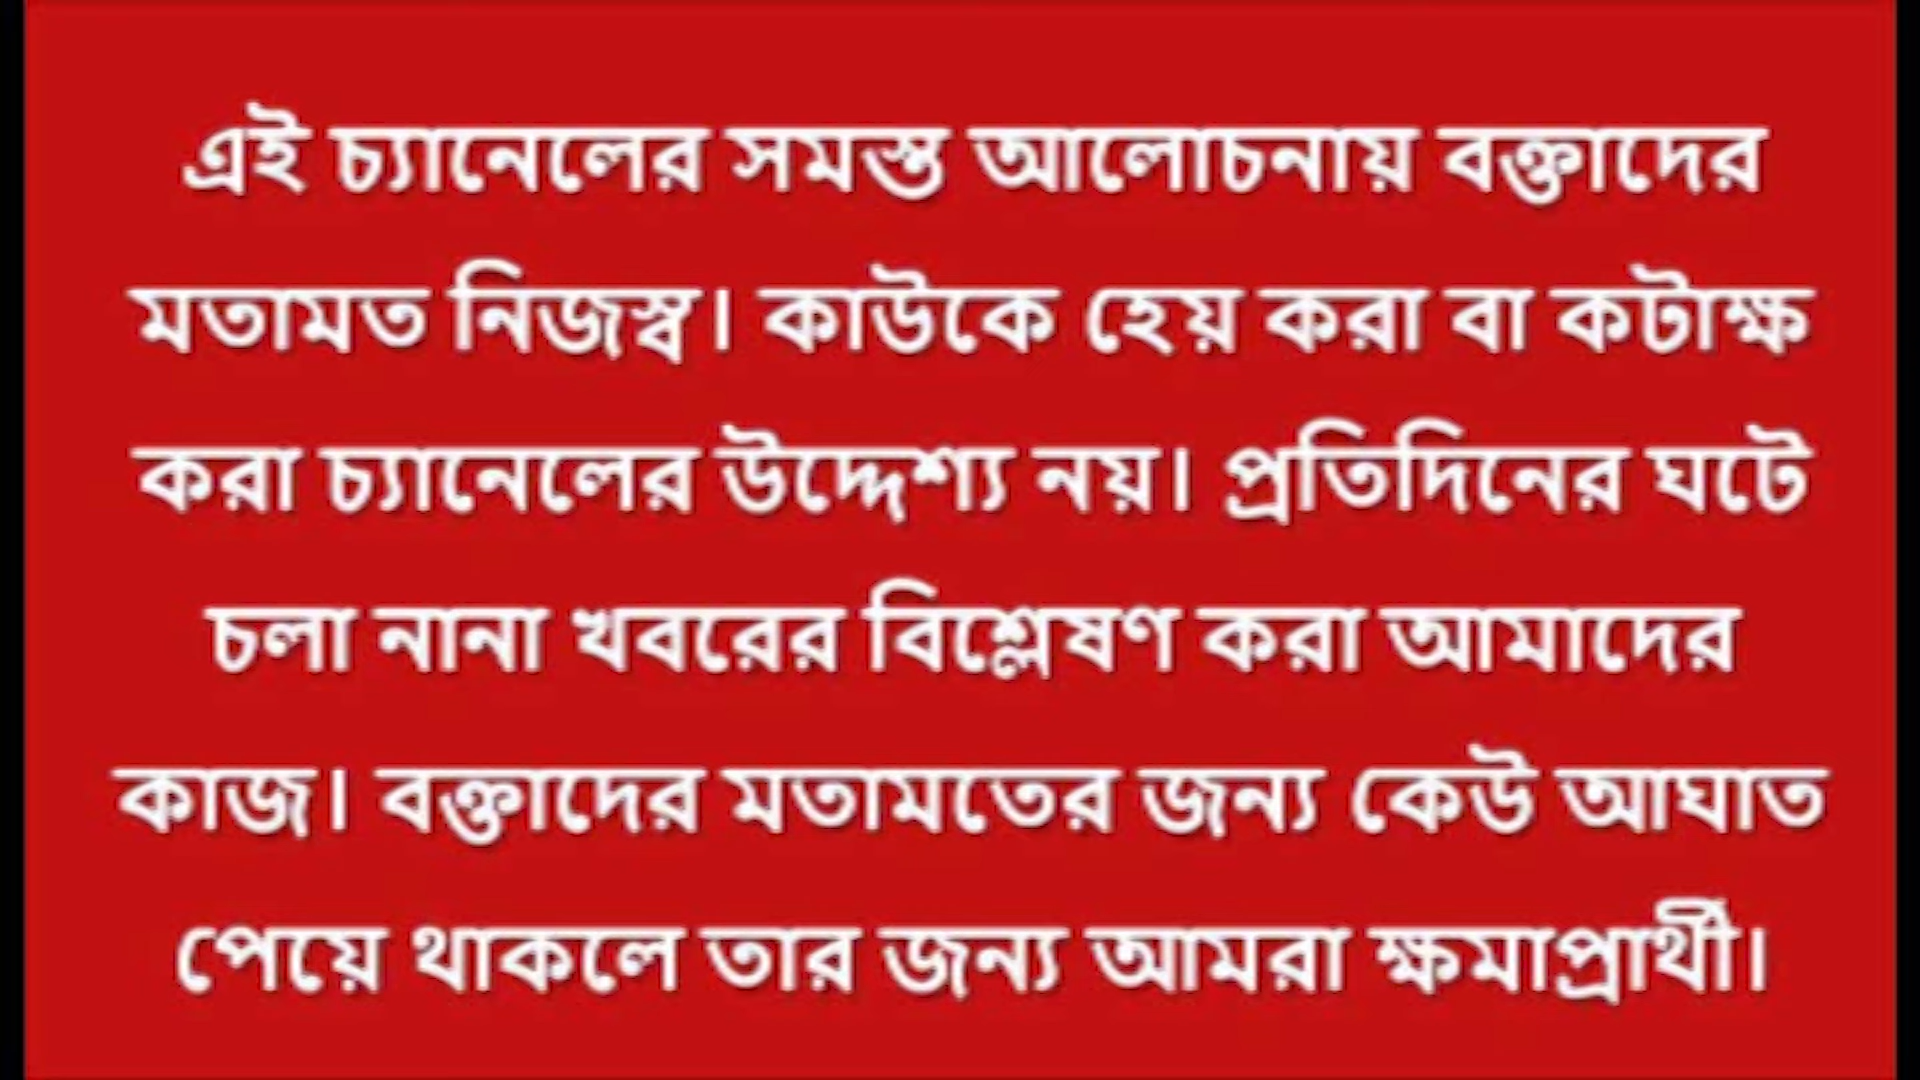 এই চ্যানেলের সমস্ত আলোচনায় বক্তাদের
মতামত নিজস্ব। কাউকে হেয় করা বা কটাক্ষ
করা চ্যানেলের উদ্দেশ্য নয়। প্রতিদিনের ঘটে
চলা নানা খবরের বিশ্লেষণ করা আমাদের
কাজ। বক্তাদের মতামতের জন্য কেউ আঘাত
পেয়ে থাকলে তার জন্য আমরা ক্ষমাপ্রার্থী।